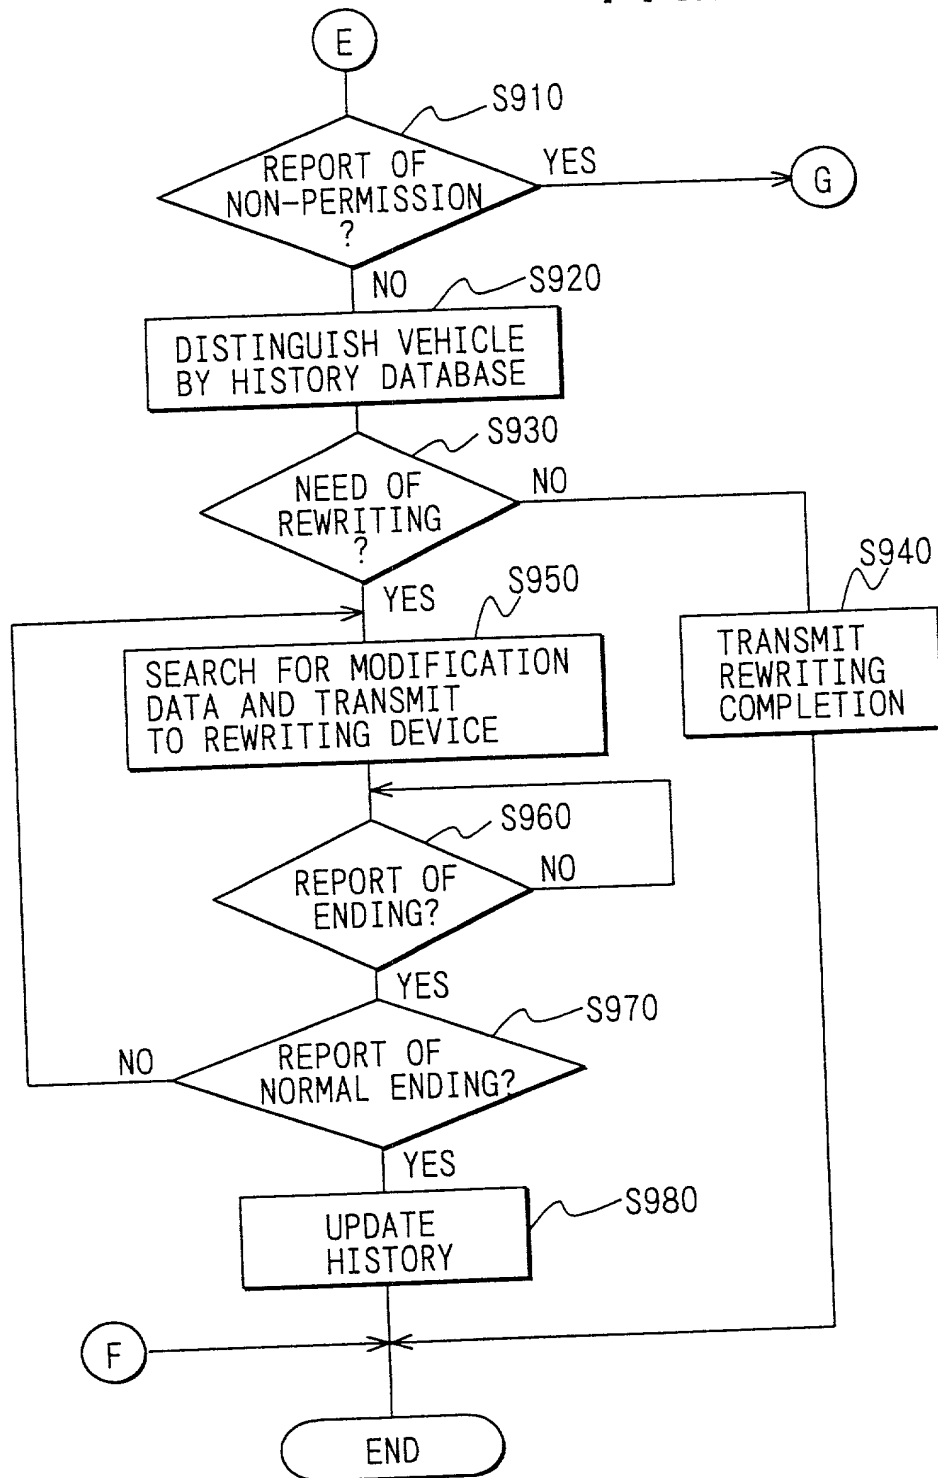 E
S910
REPORT OF
NON-PERMISSION
?
YES
G
NO
S920
DISTINGUISH VEHICLE
BY HISTORY DATABASE
S930
NEED OF
REWRITING
?
NO
YES
S940
TRANSMIT
REWRITING
COMPLETION
S950
SEARCH FOR MODIFICATION
DATA AND TRANSMIT
TO REWRITING DEVICE
S960
REPORT OF
ENDING?
NO
YES
S970
REPORT OF
NORMAL ENDING?
NO
YES
S980
UPDATE
HISTORY
F
END